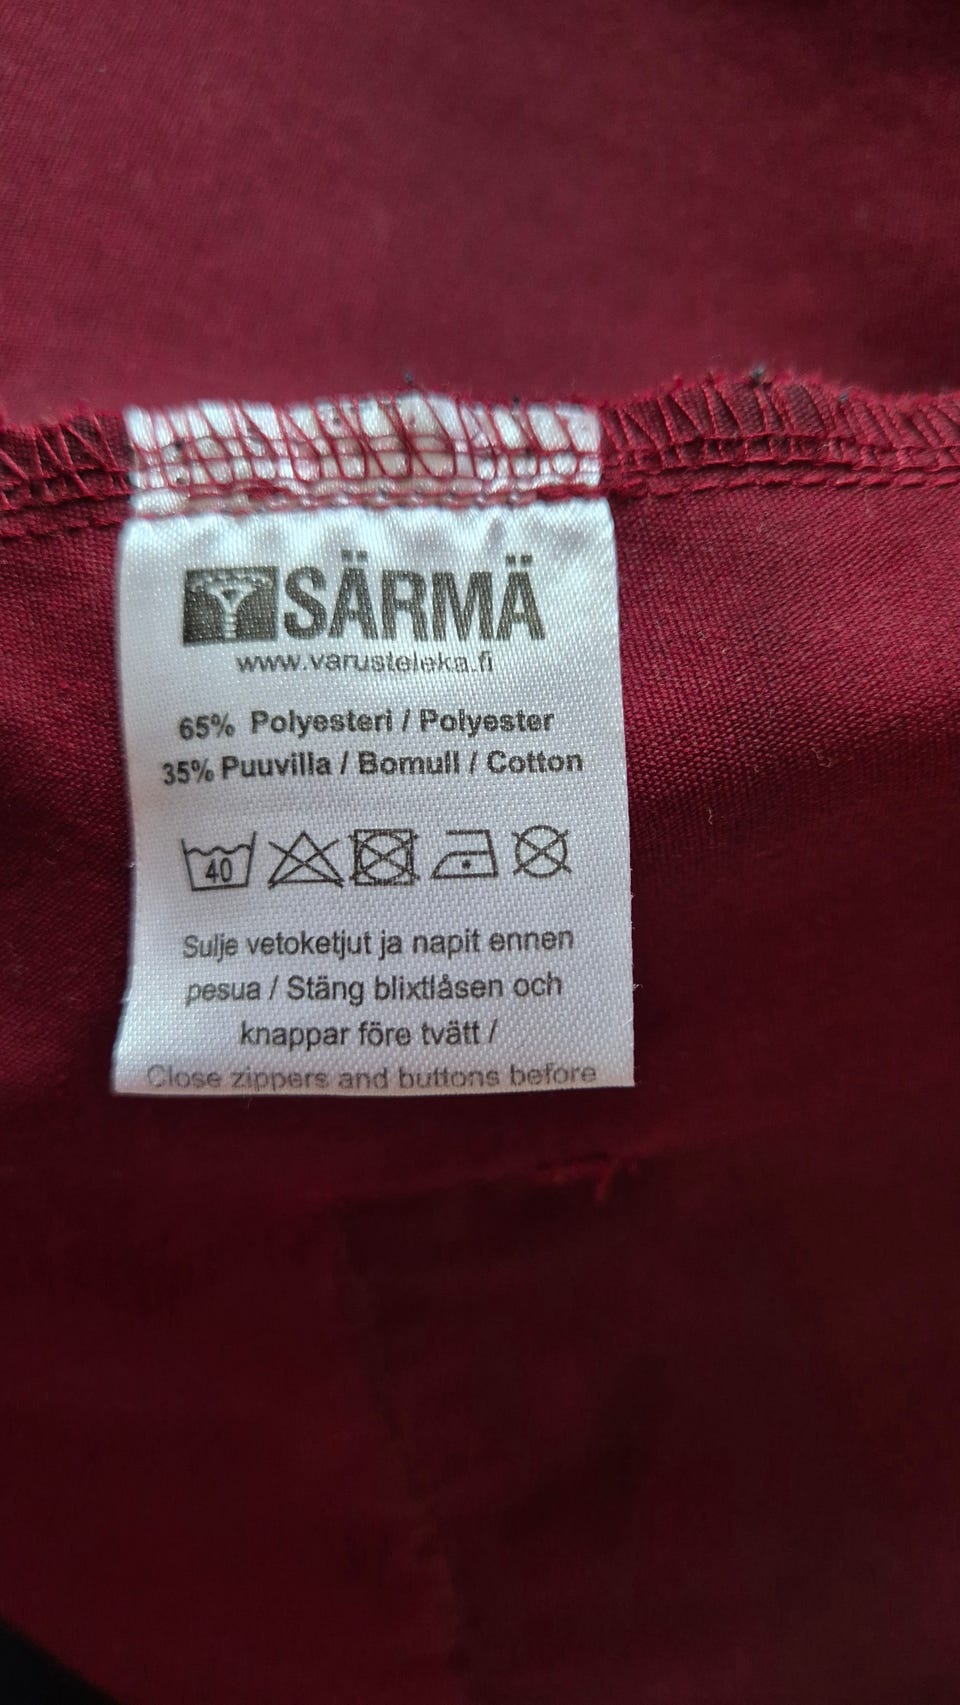 SÄRMÄ
www.varusteleka.fi
65% Polyesteri / Polyester
35% Puuvilla / Bomull / Cotton
40
Sulje vetoketjut ja napit ennen
pesua / Stäng blixtlåsen och
knappar före tvätt /
Close zippers and buttons before